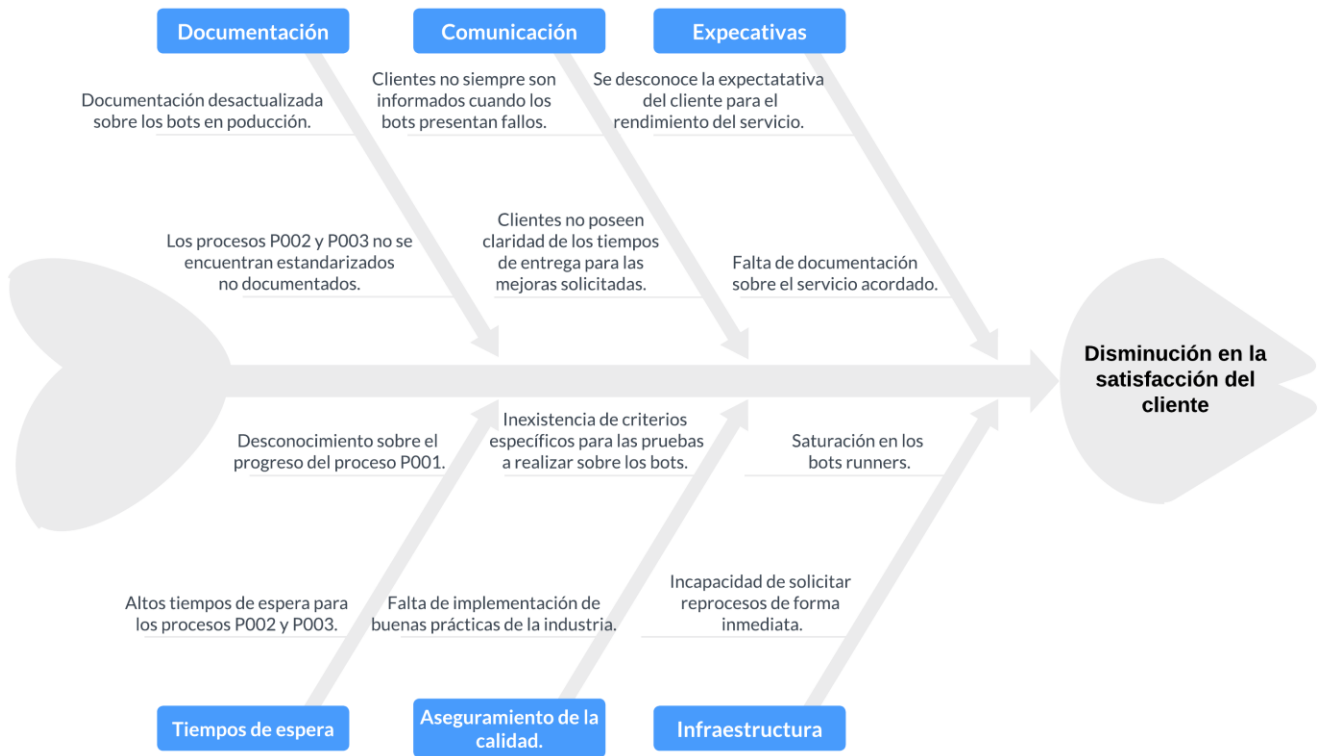 Documentación
Comunicación
Expecativas
Documentación desactualizada
sobre los bots en poducción.
Clientes no siempre son
informados cuando los
bots presentan fallos.
Se desconoce la expectatativa
del cliente para el
rendimiento del servicio.
Los procesos P002 y P003 no se
encuentran estandarizados
no documentados.
Clientes no poseen
claridad de los tiempos
de entrega para las
mejoras solicitadas.
Falta de documentación
sobre el servicio acordado.
Disminución en la
satisfacción del
cliente
Desconocimiento sobre el
progreso del proceso P001.
Inexistencia de criterios
específicos para las pruebas
a realizar sobre los bots.
Saturación en los
bots runners.
Altos tiempos de espera para
los procesos P002 y P003.
Falta de implementación de
buenas prácticas de la industria.
Incapacidad de solicitar
reprocesos de forma
inmediata.
Tiempos de espera
Aseguramiento de la
calidad.
Infraestructura